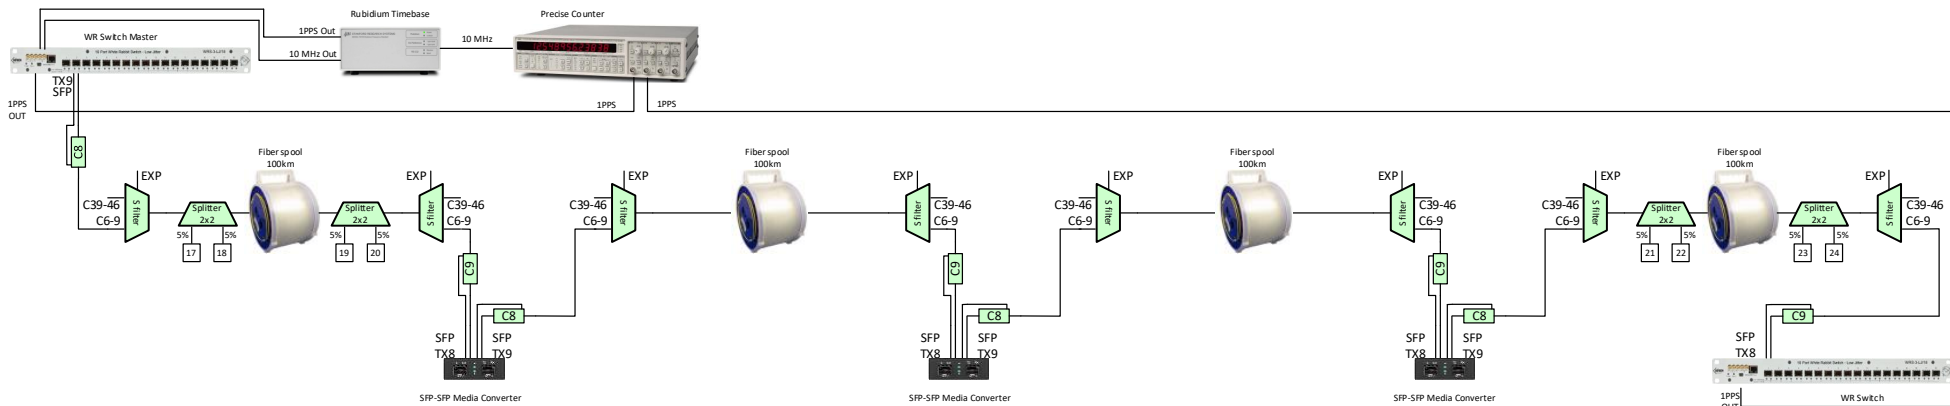 Rubidium Timebase
Precise Counter
WR Switch Master
1PPS Out
10 MHz Out
10 MHz
TX9
SFP
1PPS
OUT
1PPS
1PPS
C8
Fiber spool
100km
Fiber spool
100km
Fiber spool
100km
Fiber spool
100km
EXP
C39-46
C6-9
S filter
Splitter
2x2
5%
5%
17
18
Splitter
2x2
5%
5%
19
20
EXP
S filter
C39-46
C6-9
C9
C8
SFP
TX8
SFP
TX9
SFP-SFP Media Converter
EXP
C39-46
C6-9
S filter
EXP
S filter
C39-46
C6-9
C9
C8
SFP
TX8
SFP
TX9
SFP-SFP Media Converter
EXP
C39-46
C6-9
S filter
EXP
S filter
C39-46
C6-9
C9
C8
SFP
TX8
SFP
TX9
SFP-SFP Media Converter
EXP
C39-46
C6-9
S filter
Splitter
2x2
5%
5%
21
22
Splitter
2x2
5%
5%
23
24
EXP
S filter
C39-46
C6-9
C9
SFP
TX8
1PPS
OUT
WR Switch